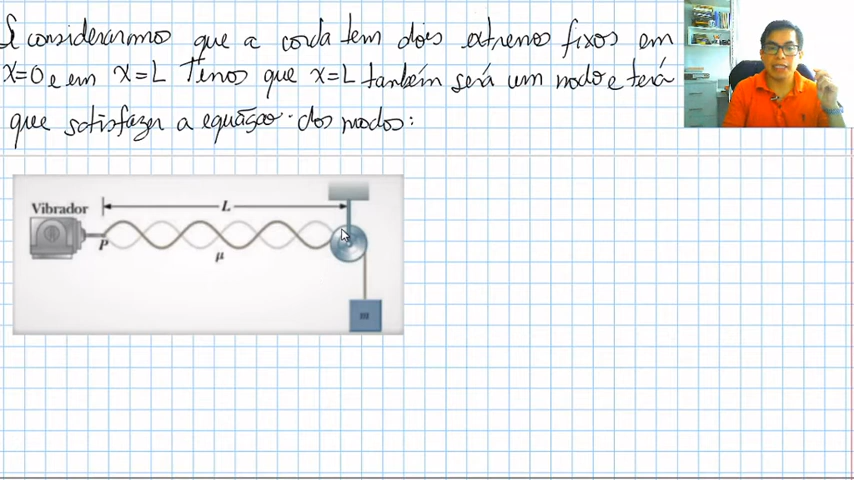 Se considerarmos que a corda tem dois extremos fixos em
x=0 e em x=L Temos que x=L também será um nodo e terá
que satisfazer a equação dos nodos:
Vibrador
L
P
μ
m